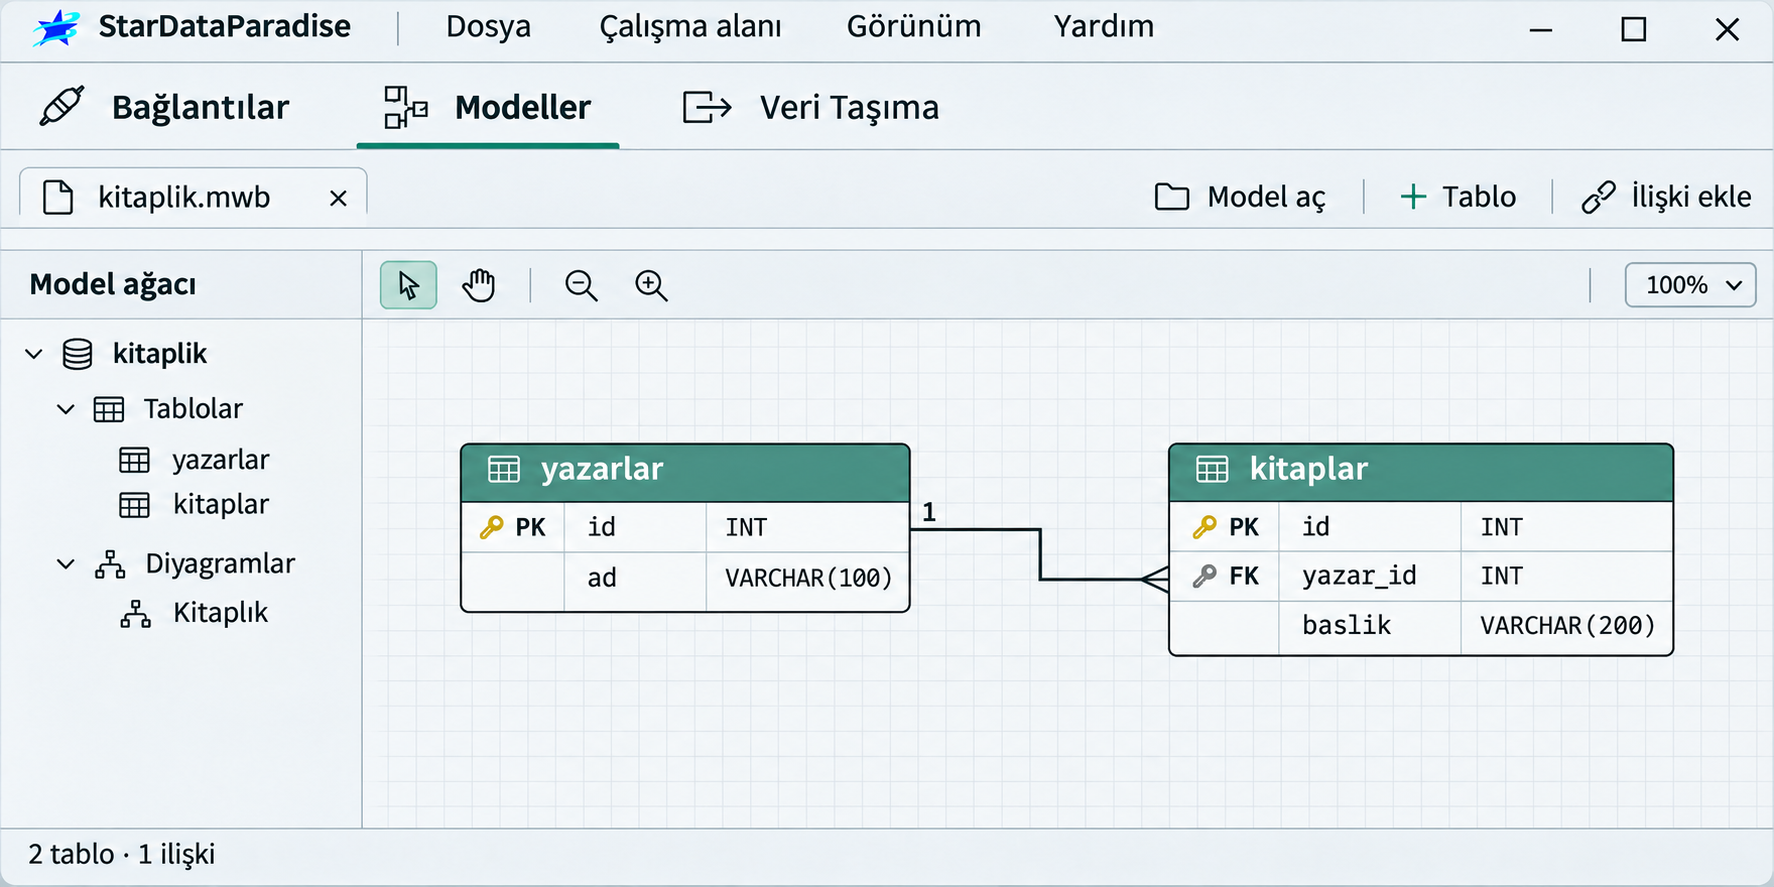 StarDataParadise Dosya Çalışma alanı Görünüm Yardım
Bağlantılar Modeller Veri Taşıma
kitaplik.mwb Model aç Tablo İlişki ekle
Model ağacı 100%
kitaplik
Tablolar
yazarlar
kitaplar
Diyagramlar
Kitaplık
yazarlar
PK id INT
ad VARCHAR(100)
1
kitaplar
PK id INT
FK yazar_id INT
baslik VARCHAR(200)
2 tablo · 1 ilişki